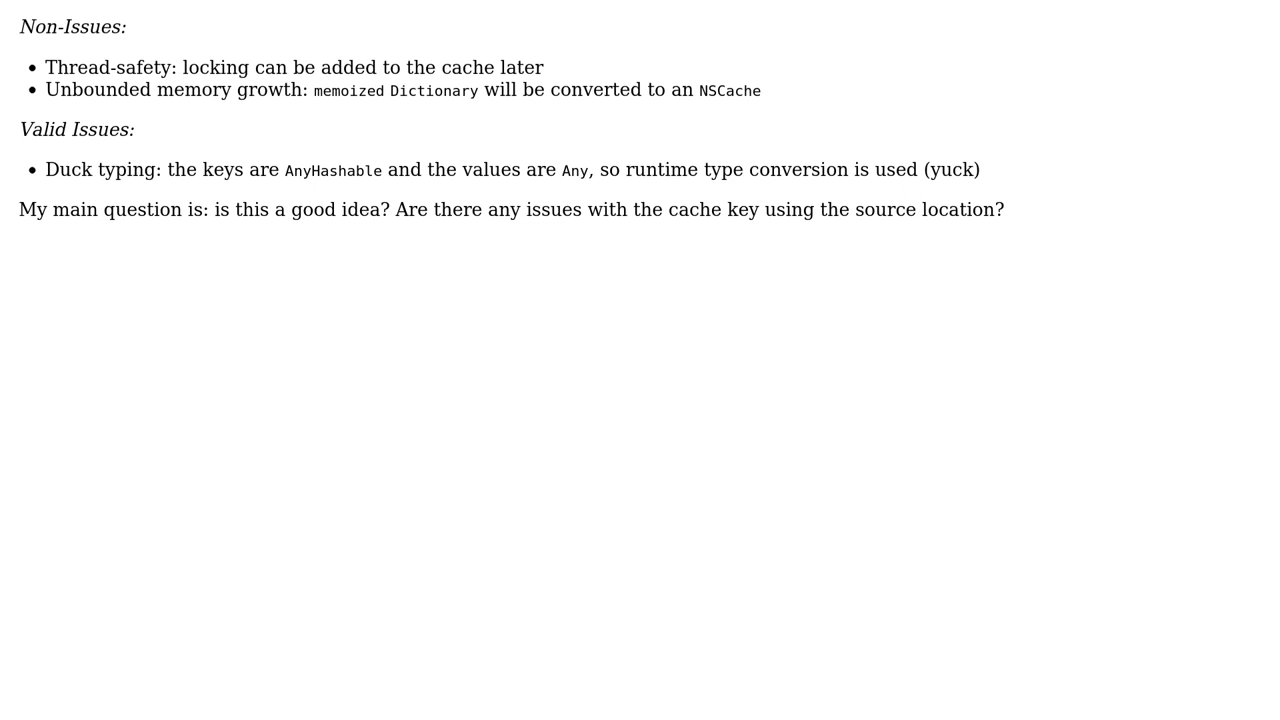 Non-Issues:
• Thread-safety: locking can be added to the cache later
• Unbounded memory growth: memoized Dictionary will be converted to an NSCache
Valid Issues:
• Duck typing: the keys are AnyHashable and the values are Any, so runtime type conversion is used (yuck)
My main question is: is this a good idea? Are there any issues with the cache key using the source location?